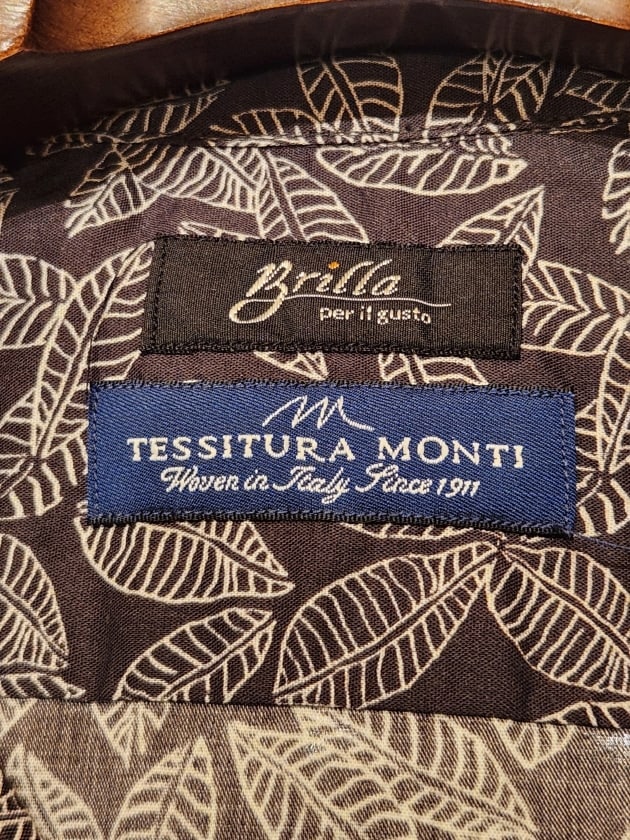 Brilla
per il gusto
TESSITURA MONTI
Woven in Italy Since 1911